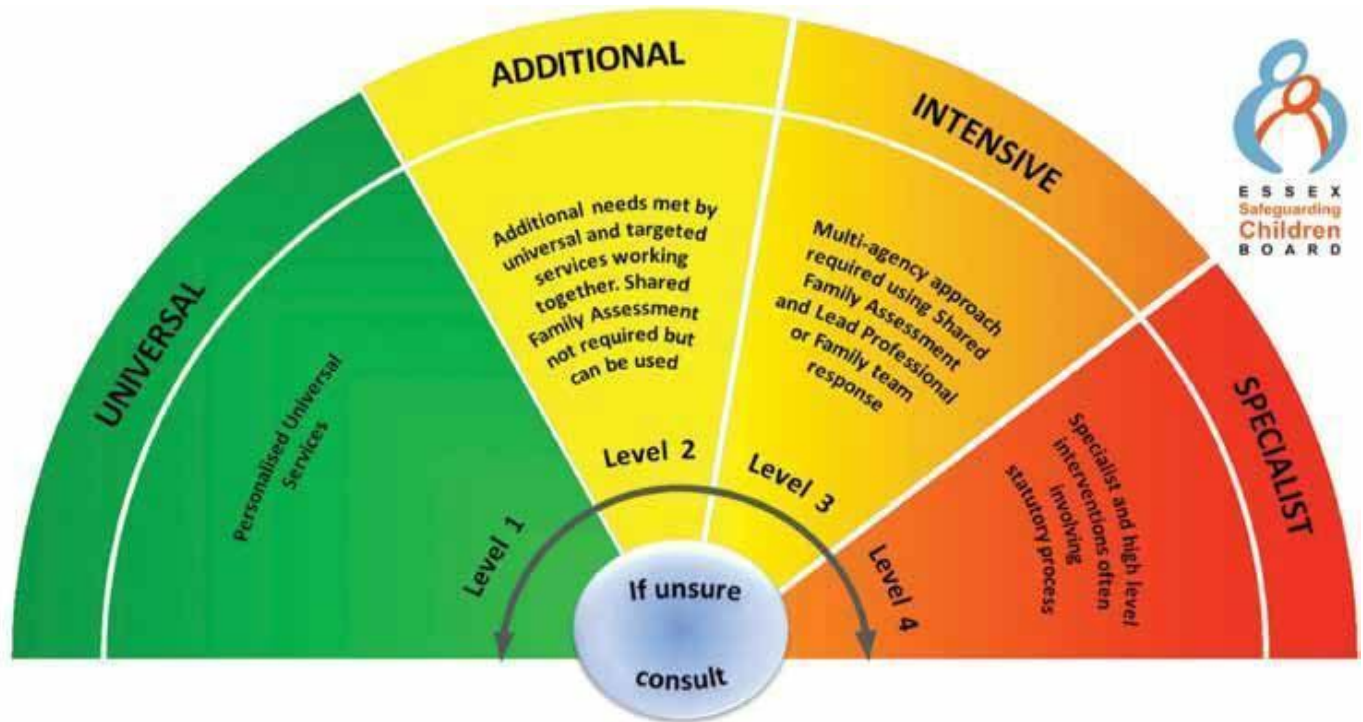 UNIVERSAL
Personalised Universal
Services
Level 1
ADDITIONAL
Additional needs met by
universal and targeted
services working
together. Shared
Family Assessment
not required but
can be used
Level 2
INTENSIVE
Multi-agency approach
required using Shared
Family Assessment
and Lead Professional
or Family team
response
Level 3
SPECIALIST
Specialist and high level
interventions often
involving
statutory process
Level 4
If unsure
consult
ESSEX
Safeguarding
Children
BOARD